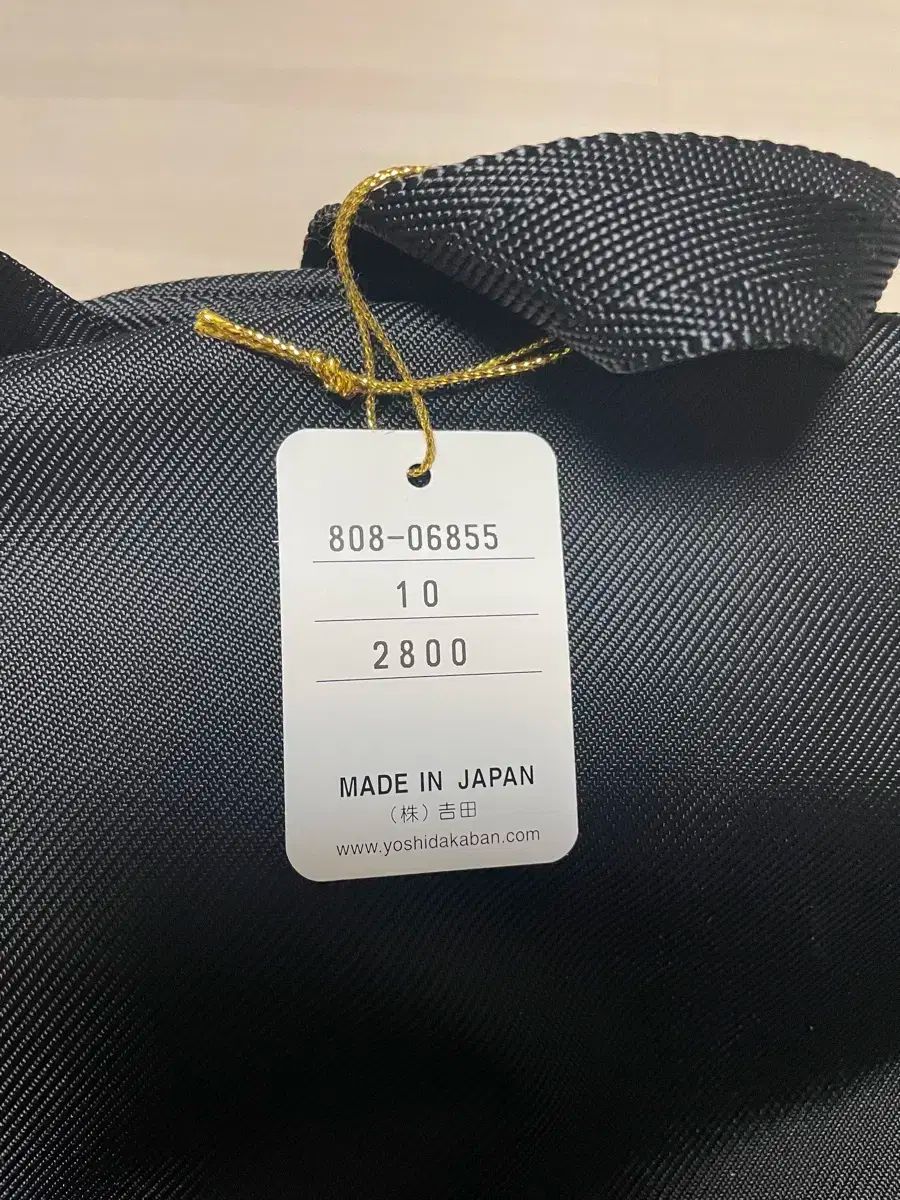 808-06855
10
2800
MADE IN JAPAN
(株)吉田
www.yoshidakaban.com